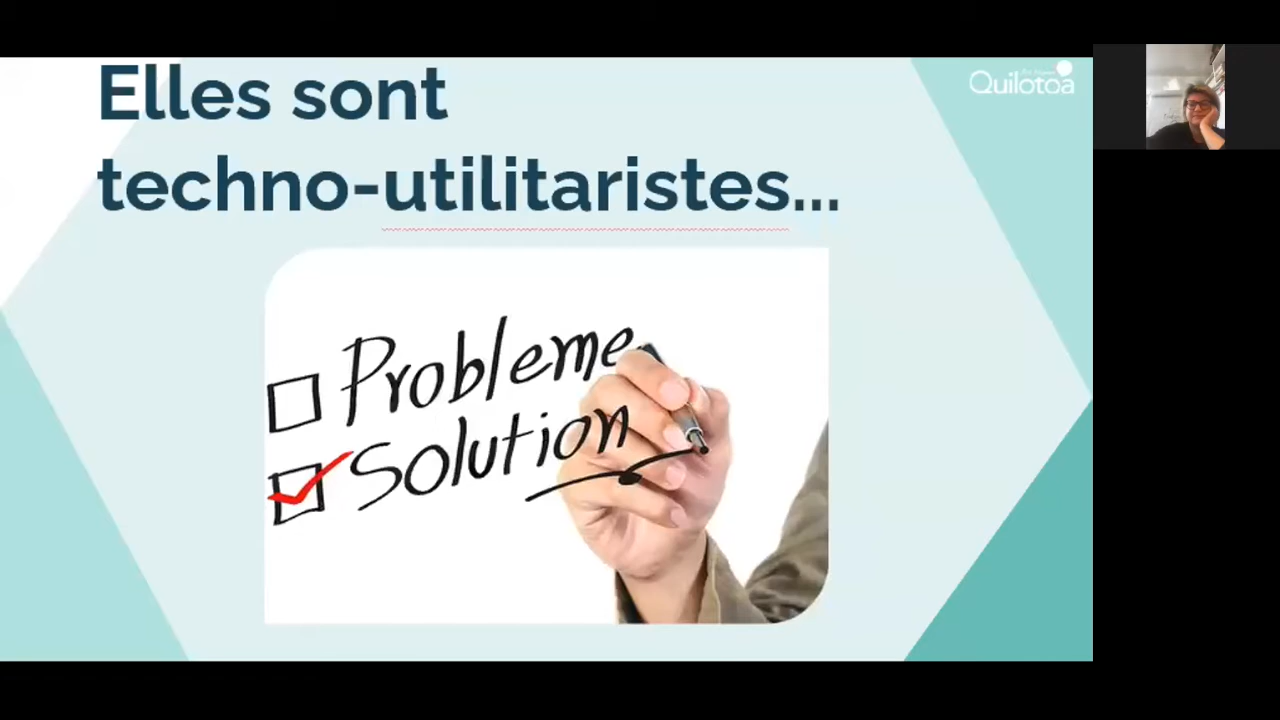 Elles sont
techno-utilitaristes...
Quilotoa
Probleme
Solution